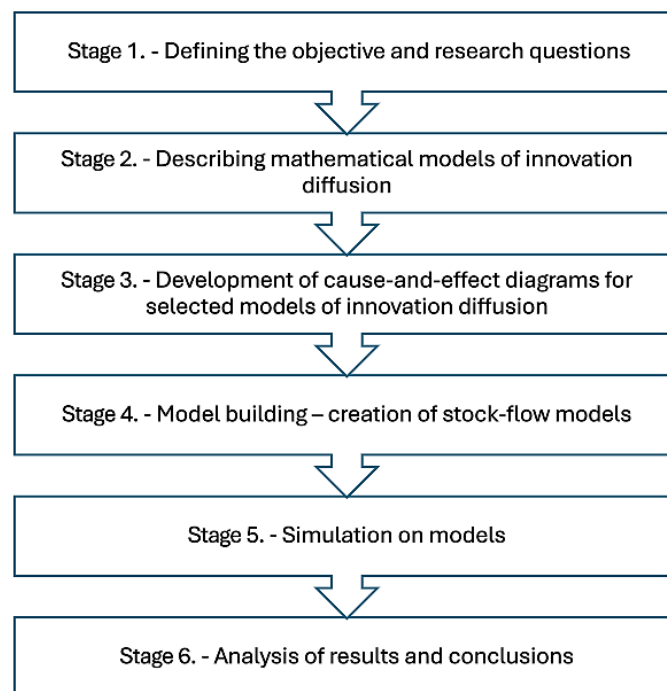 Stage 1. - Defining the objective and research questions
Stage 2. - Describing mathematical models of innovation
diffusion
Stage 3. - Development of cause-and-effect diagrams for
selected models of innovation diffusion
Stage 4. - Model building – creation of stock-flow models
Stage 5. - Simulation on models
Stage 6. - Analysis of results and conclusions